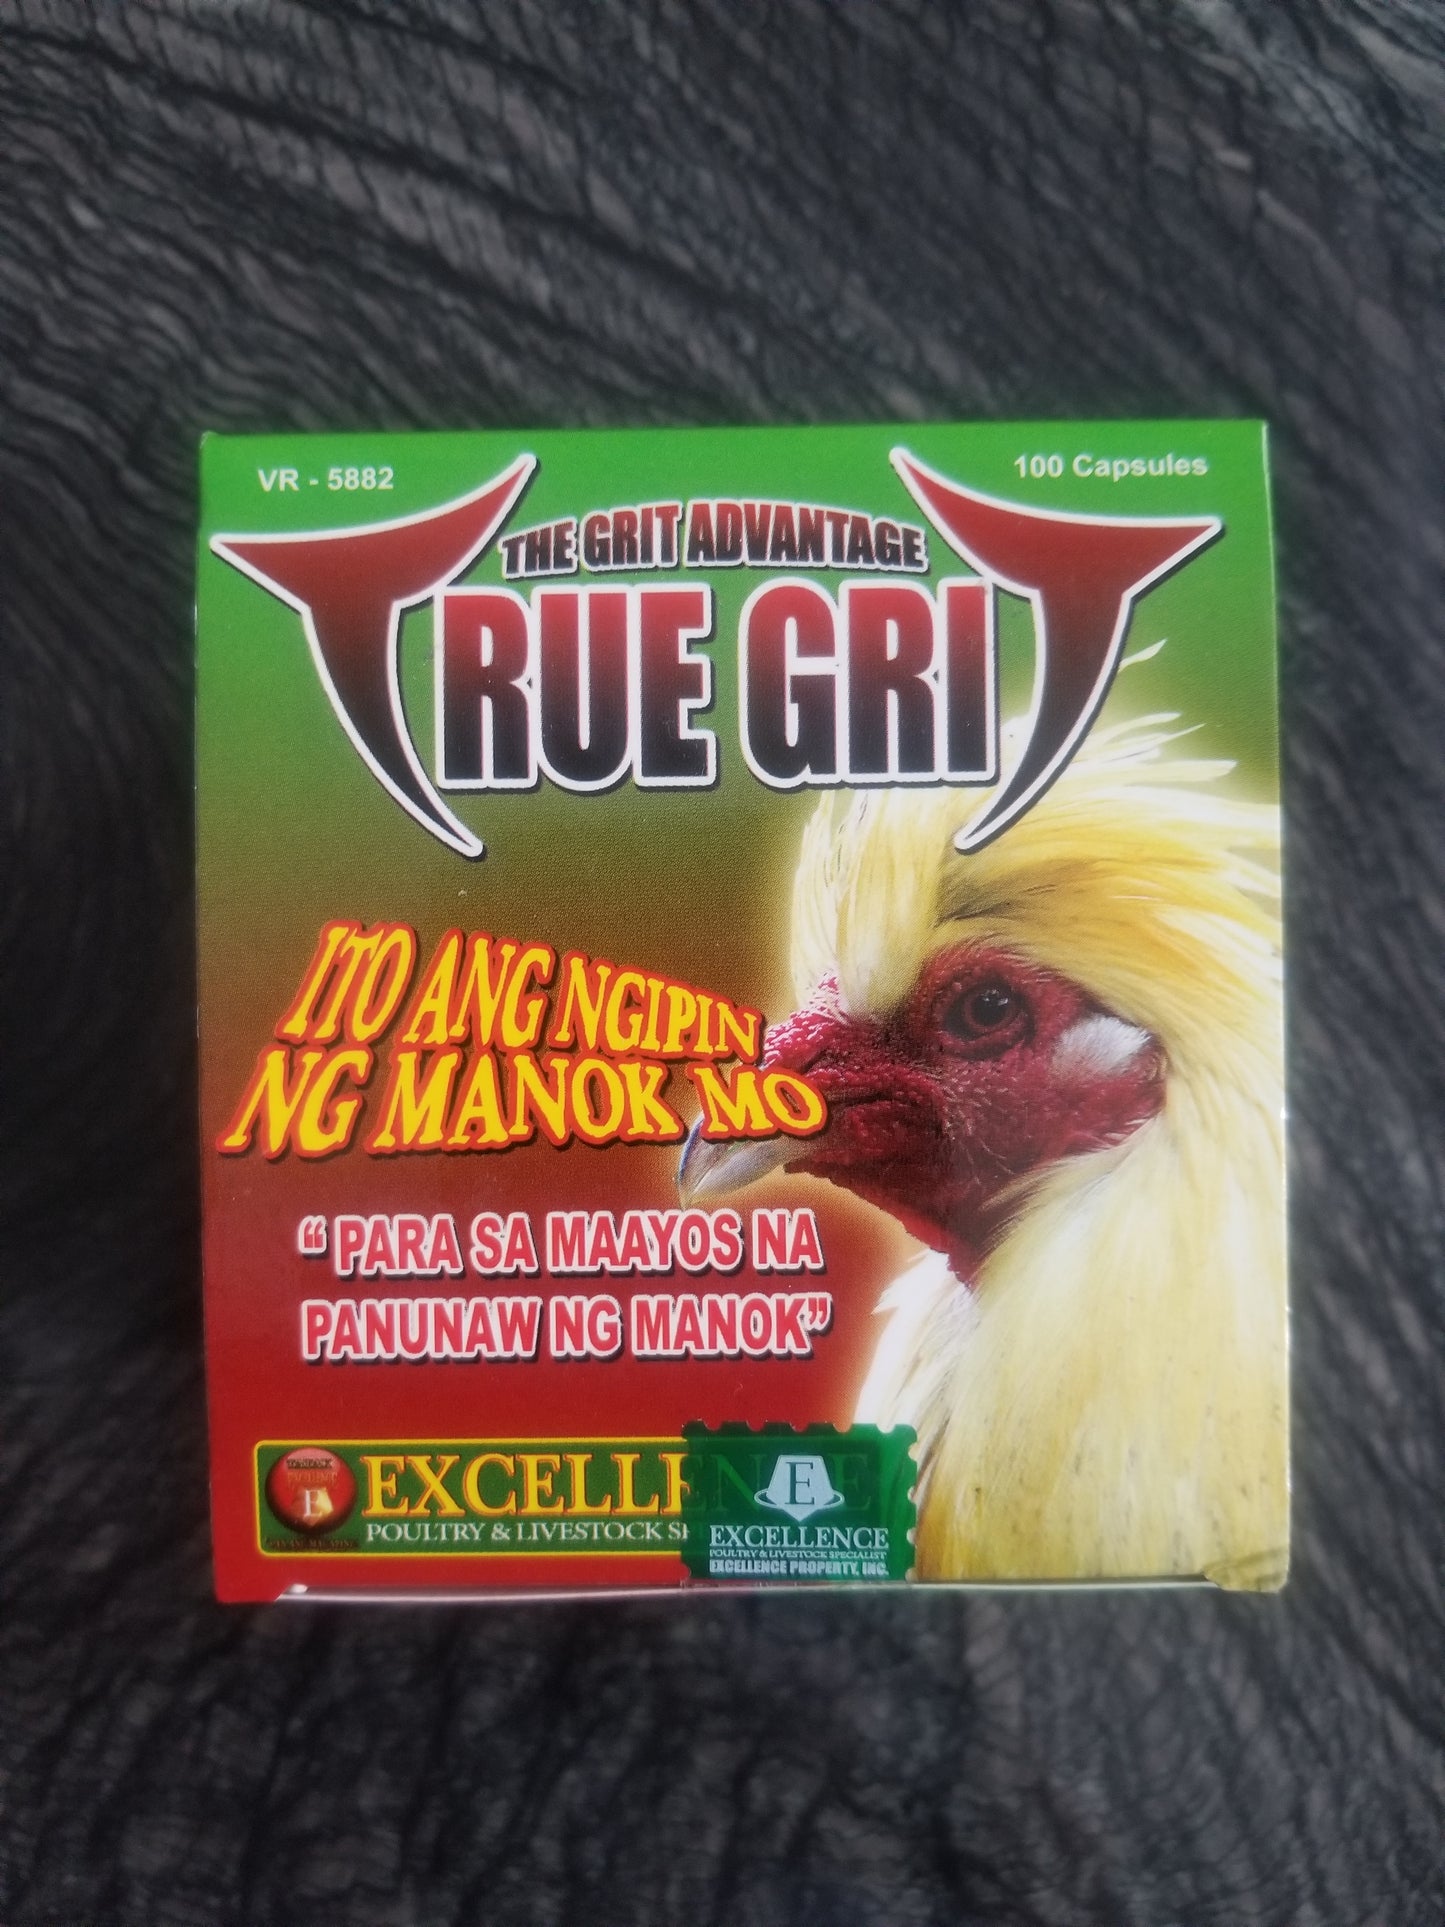 VR - 5882
100 Capsules
THE GRIT ADVANTAGE
TRUE GRIT
ITO ANG NGIPIN
NG MANOK MO
“ PARA SA MAAYOS NA
PANUNAW NG MANOK”
E
EXCELLENCE
POULTRY & LIVESTOCK
E
EXCELLENCE
POULTRY & LIVESTOCK SPECIALIST
EXCELLENCE PROPERTY, INC.